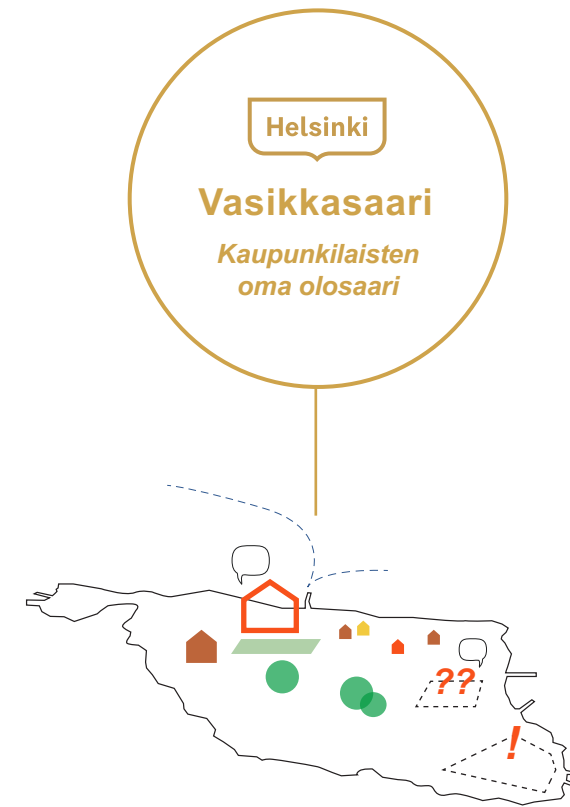 Helsinki
Vasikkasaari
Kaupunkilaisten
oma olosaari
??
!